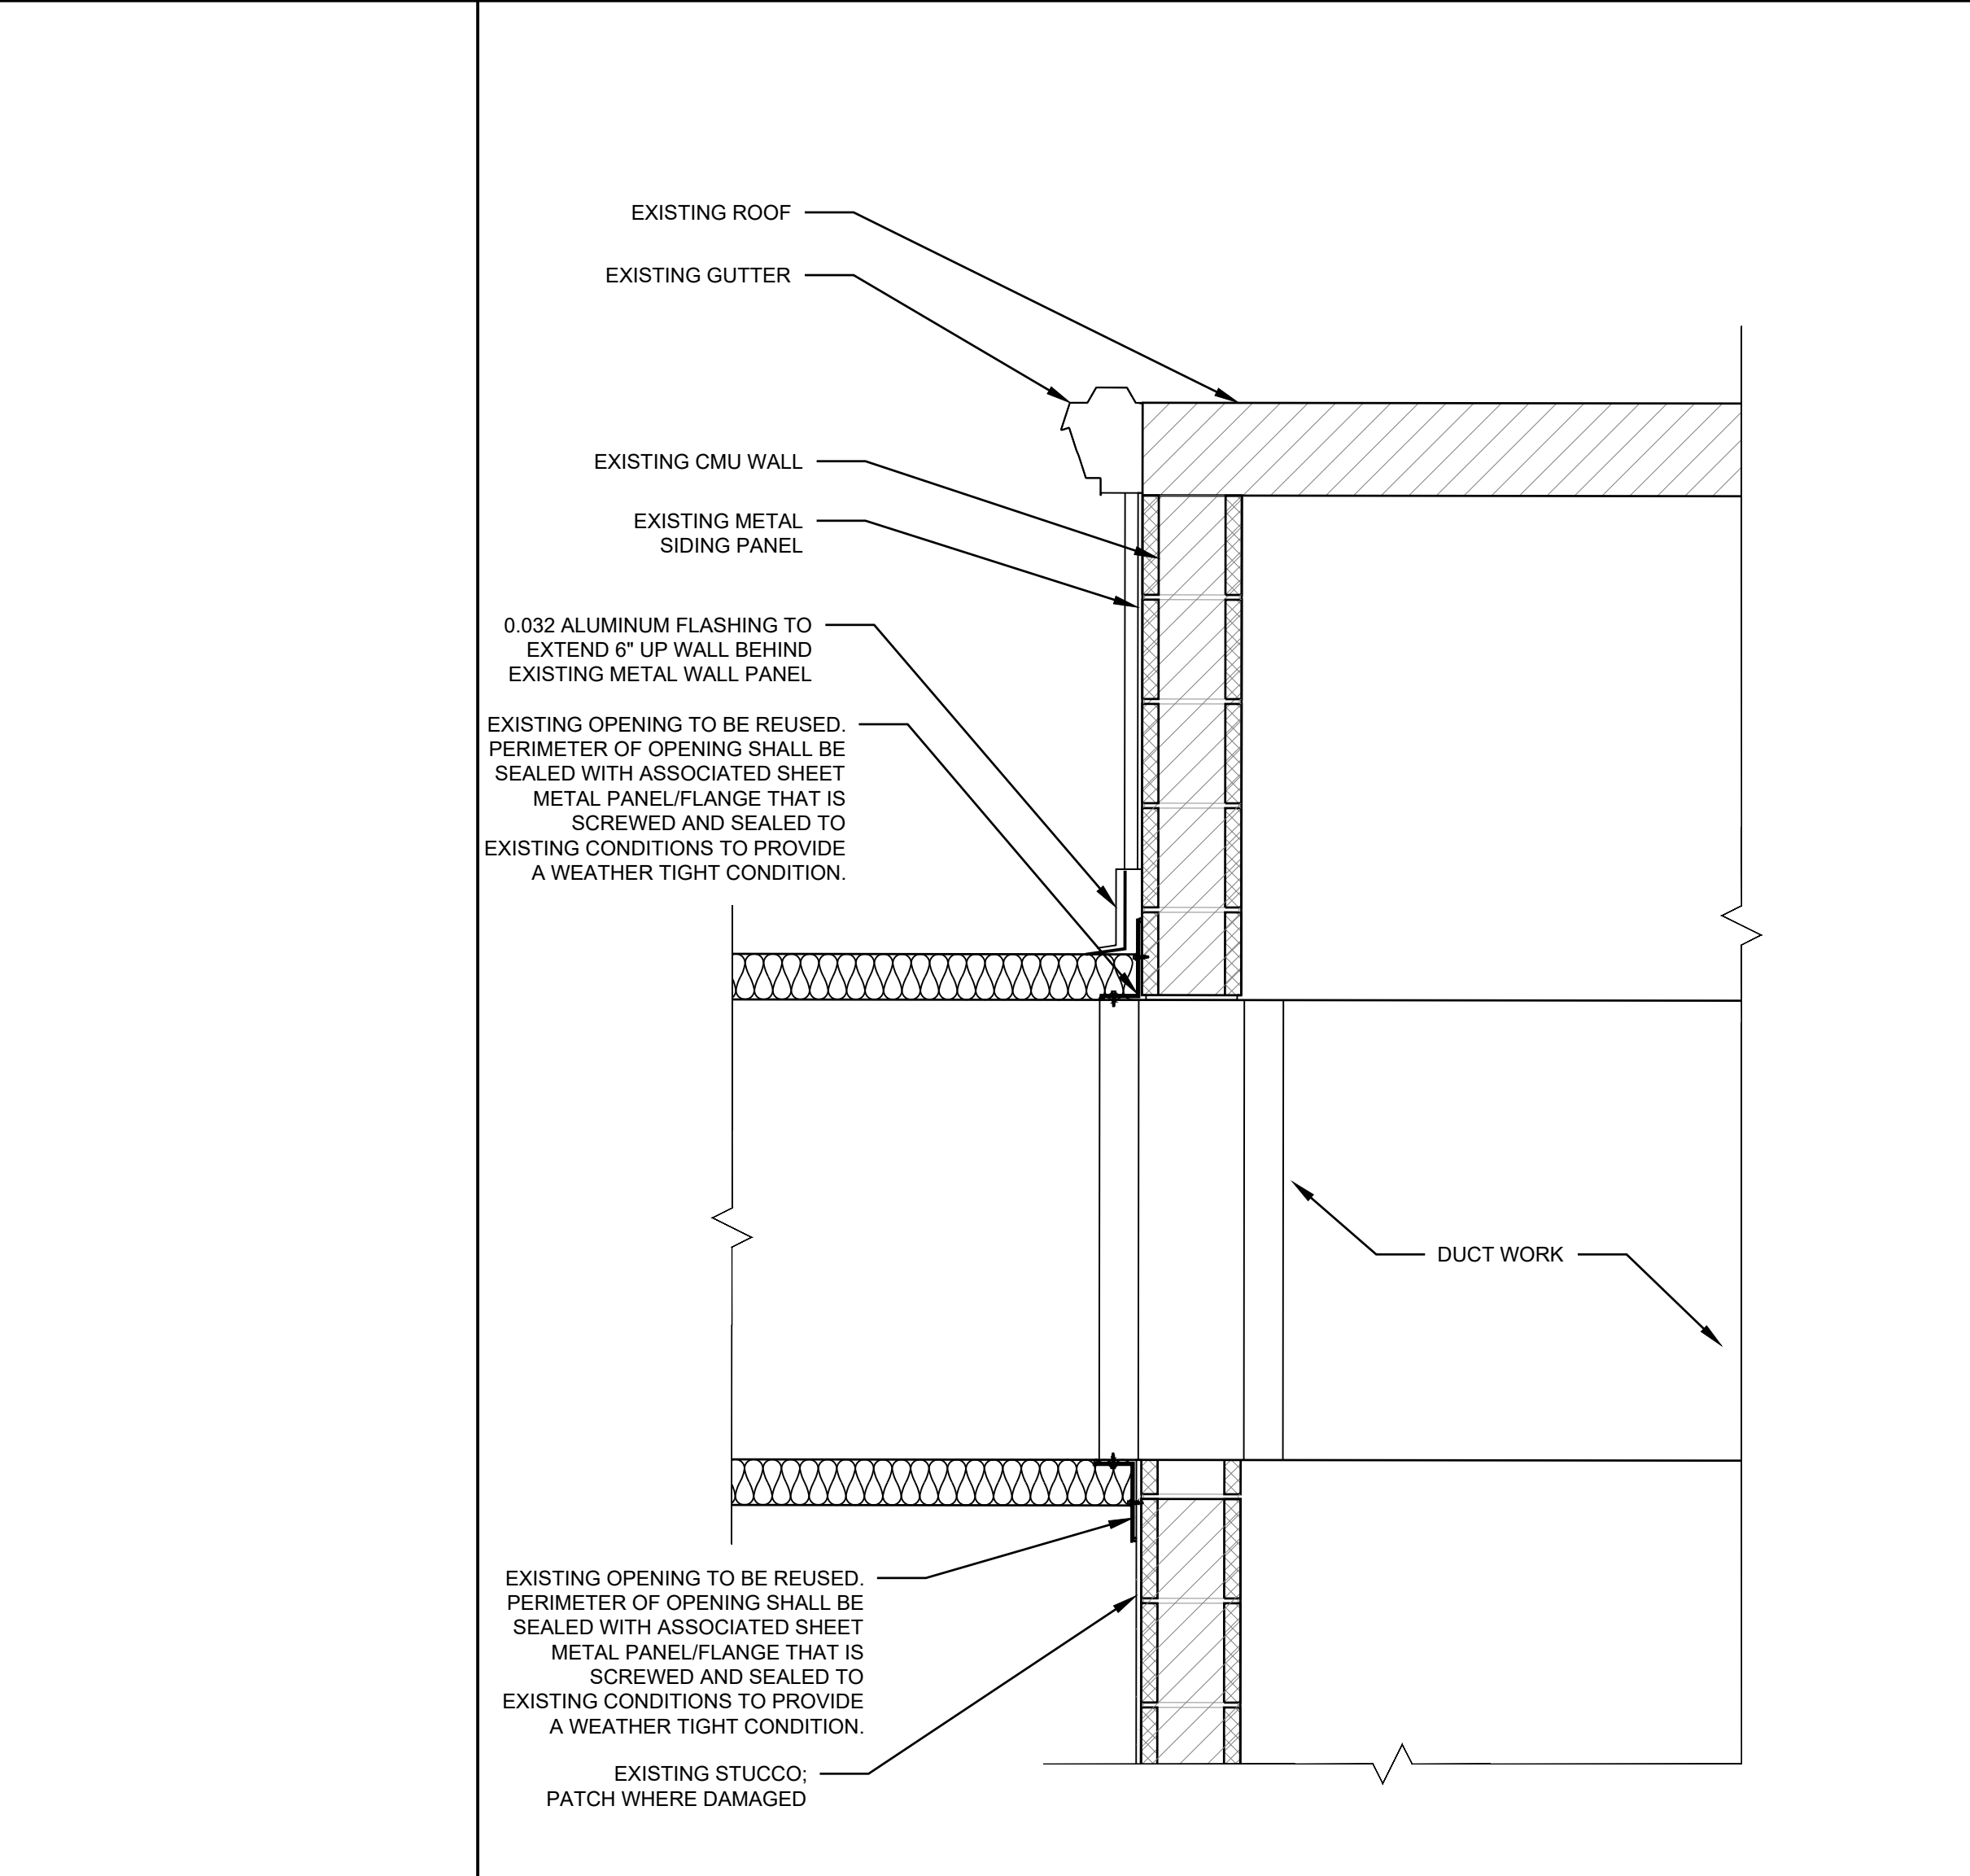 EXISTING ROOF
EXISTING GUTTER
EXISTING CMU WALL
EXISTING METAL
SIDING PANEL
0.032 ALUMINUM FLASHING TO
EXTEND 6" UP WALL BEHIND
EXISTING METAL WALL PANEL
EXISTING OPENING TO BE REUSED.
PERIMETER OF OPENING SHALL BE
SEALED WITH ASSOCIATED SHEET
METAL PANEL/FLANGE THAT IS
SCREWED AND SEALED TO
EXISTING CONDITIONS TO PROVIDE
A WEATHER TIGHT CONDITION.
DUCT WORK
EXISTING OPENING TO BE REUSED.
PERIMETER OF OPENING SHALL BE
SEALED WITH ASSOCIATED SHEET
METAL PANEL/FLANGE THAT IS
SCREWED AND SEALED TO
EXISTING CONDITIONS TO PROVIDE
A WEATHER TIGHT CONDITION.
EXISTING STUCCO;
PATCH WHERE DAMAGED